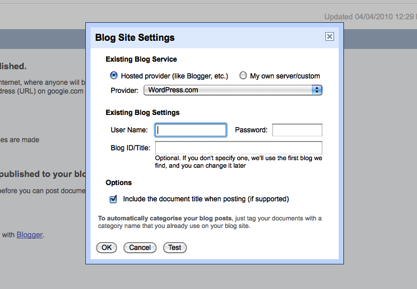 Updated 04/04/2010 12:29
Blog Site Settings
lished.
Existing Blog Service
nternet, where anyone will b
Hosted provider (like Blogger, etc.) My own server/custom
dress (URL) on google.com
Provider: WordPress.com
Existing Blog Settings
User Name: Password:
es are made
Blog ID/Title:
Optional. If you don't specify one, we'll use the first blog we
find, and you can change it later
published to your blo
Options
before you can post docume
Include the document title when posting (if supported)
To automatically categorise your blog posts, just tag your documents with a
category name that you already use on your blog site.
with Blogger.
OK Cancel Test